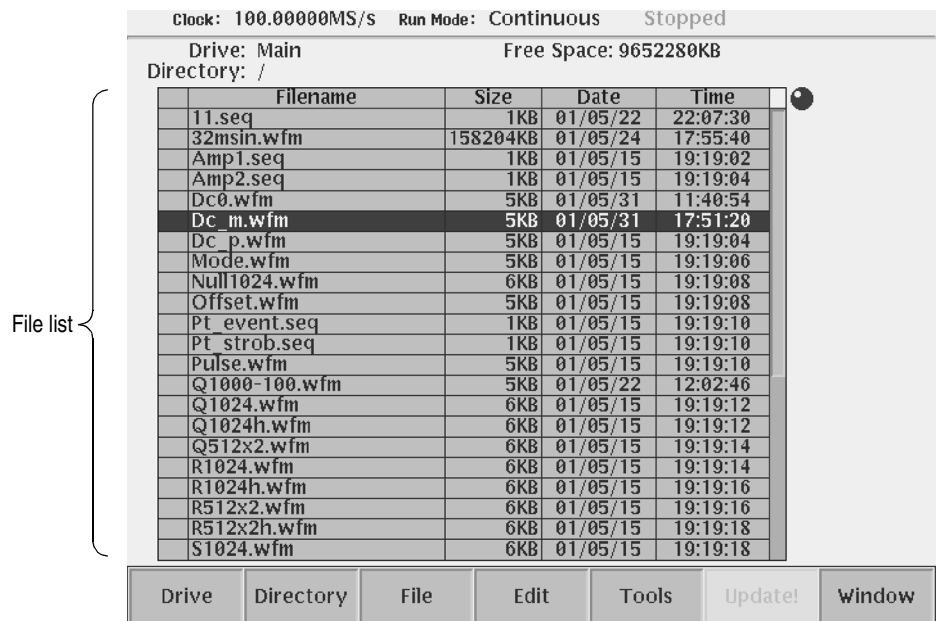 Clock: 100.00000MS/s Run Mode: Continuous Stopped
Drive: Main Free Space: 9652280KB
Directory: /
Filename Size Date Time
11.seq 1KB 01/05/22 22:07:30
32msin.wfm 158204KB 01/05/24 17:55:40
Amp1.seq 1KB 01/05/15 19:19:02
Amp2.seq 1KB 01/05/15 19:19:04
Dc0.wfm 5KB 01/05/31 11:40:54
Dc_m.wfm 5KB 01/05/31 17:51:20
Dc_p.wfm 5KB 01/05/15 19:19:04
Mode.wfm 5KB 01/05/15 19:19:06
Null1024.wfm 6KB 01/05/15 19:19:08
Offset.wfm 5KB 01/05/15 19:19:08
File list
Pt_event.seq 1KB 01/05/15 19:19:10
Pt_strob.seq 1KB 01/05/15 19:19:10
Pulse.wfm 5KB 01/05/15 19:19:10
Q1000-100.wfm 5KB 01/05/22 12:02:46
Q1024.wfm 6KB 01/05/15 19:19:12
Q1024h.wfm 6KB 01/05/15 19:19:12
Q512x2.wfm 6KB 01/05/15 19:19:14
R1024.wfm 6KB 01/05/15 19:19:14
R1024h.wfm 6KB 01/05/15 19:19:16
R512x2.wfm 6KB 01/05/15 19:19:16
R512x2h.wfm 6KB 01/05/15 19:19:18
S1024.wfm 6KB 01/05/15 19:19:18
Drive Directory File Edit Tools Update! Window